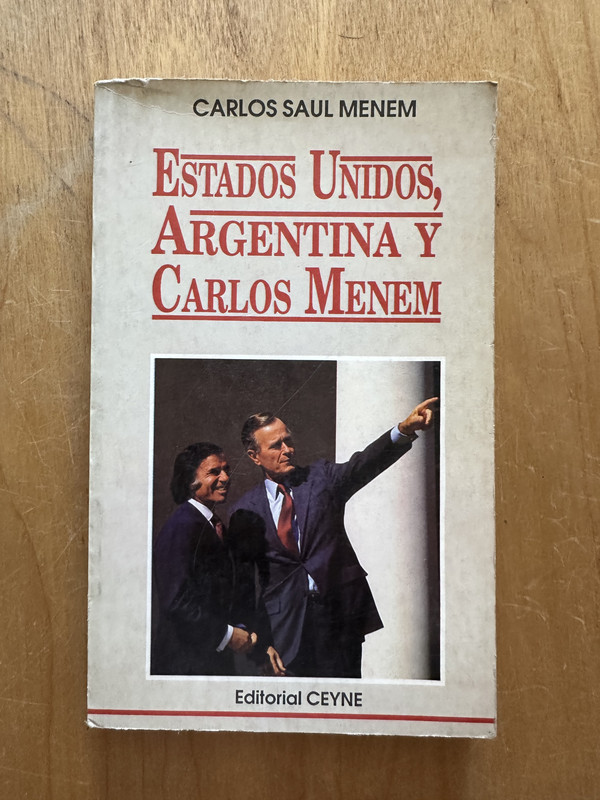 CARLOS SAUL MENEM
ESTADOS UNIDOS,
ARGENTINA Y
CARLOS MENEM
Editorial CEYNE